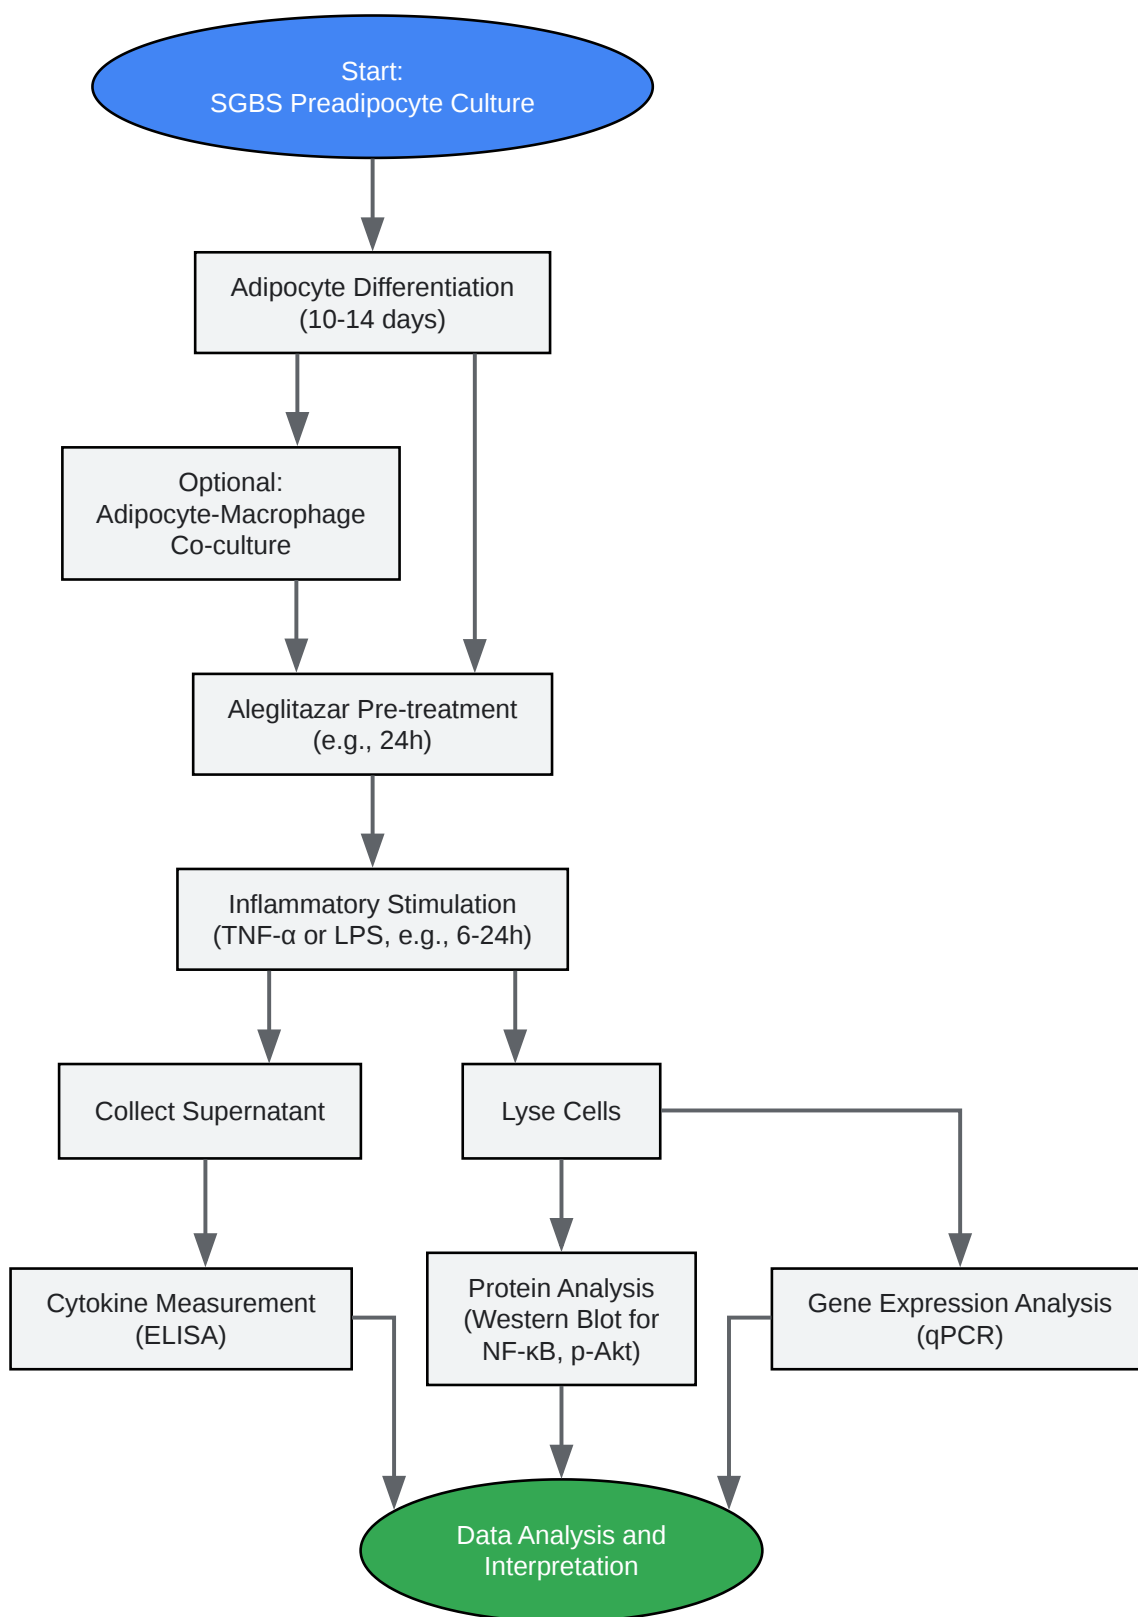 Start:
SGBS Preadipocyte Culture
Adipocyte Differentiation
(10-14 days)
Optional:
Adipocyte-Macrophage
Co-culture
Aleglitazar Pre-treatment
(e.g., 24h)
Inflammatory Stimulation
(TNF-α or LPS, e.g., 6-24h)
Collect Supernatant
Lyse Cells
Cytokine Measurement
(ELISA)
Protein Analysis
(Western Blot for
NF-κB, p-Akt)
Gene Expression Analysis
(qPCR)
Data Analysis and
Interpretation